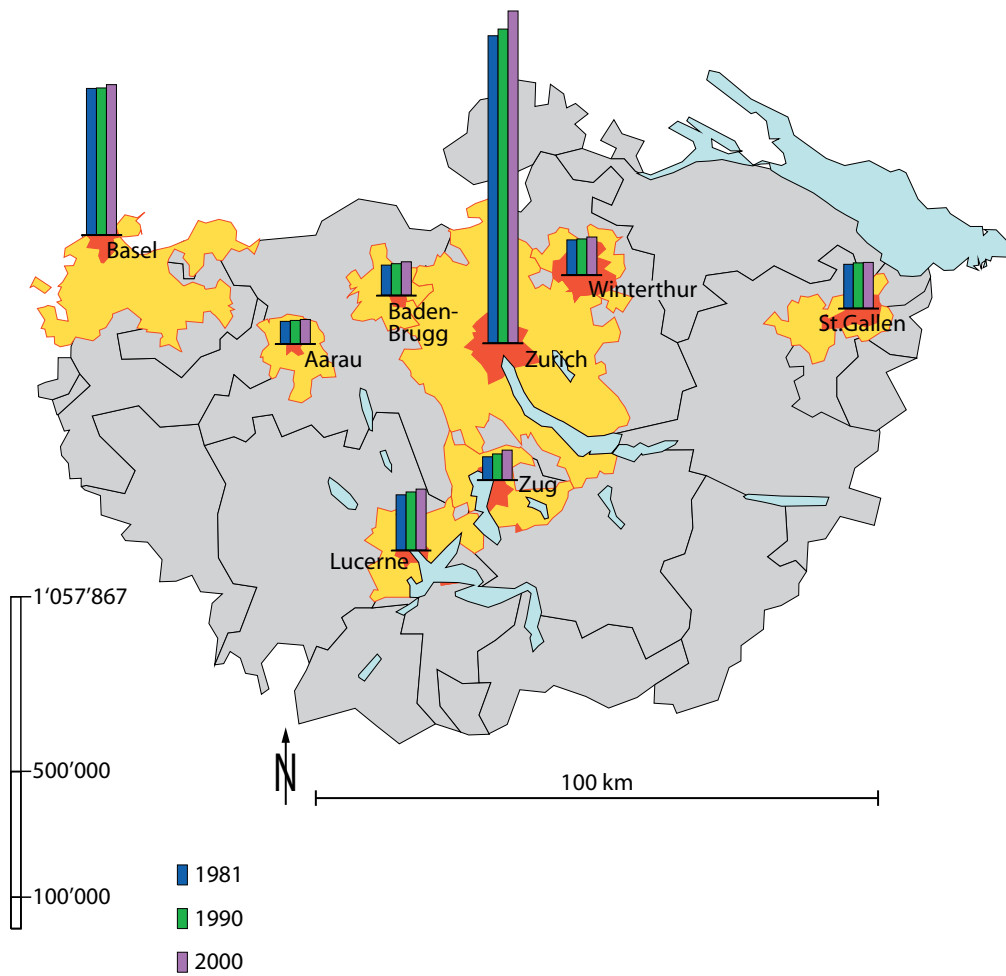 Basel
Winterthur
Baden-
Brugg
St.Gallen
Aarau
Zurich
Zug
Lucerne
1‘057’867
N
500’000
100 km
100’000
1981
1990
2000